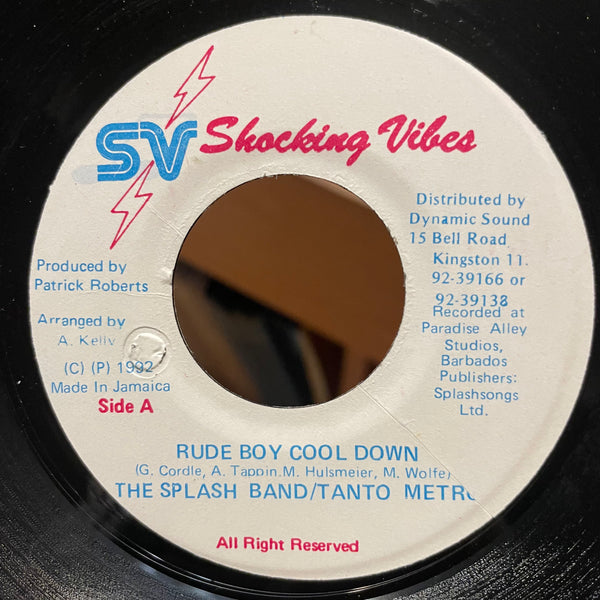 SV Shocking Vibes
Produced by
Patrick Roberts
Arranged by
A. Kelly
(C) (P) 1992
Made In Jamaica
Side A
Distributed by
Dynamic Sound
15 Bell Road
Kingston 11.
92-39166 or
92-39138
Recorded at
Paradise Alley
Studios,
Barbados
Publishers:
Splashsongs
Ltd.
RUDE BOY COOL DOWN
(G. Cordle, A. Tappin.M. Hulsmeier, M. Wolfe)
THE SPLASH BAND/TANTO METRO
All Right Reserved